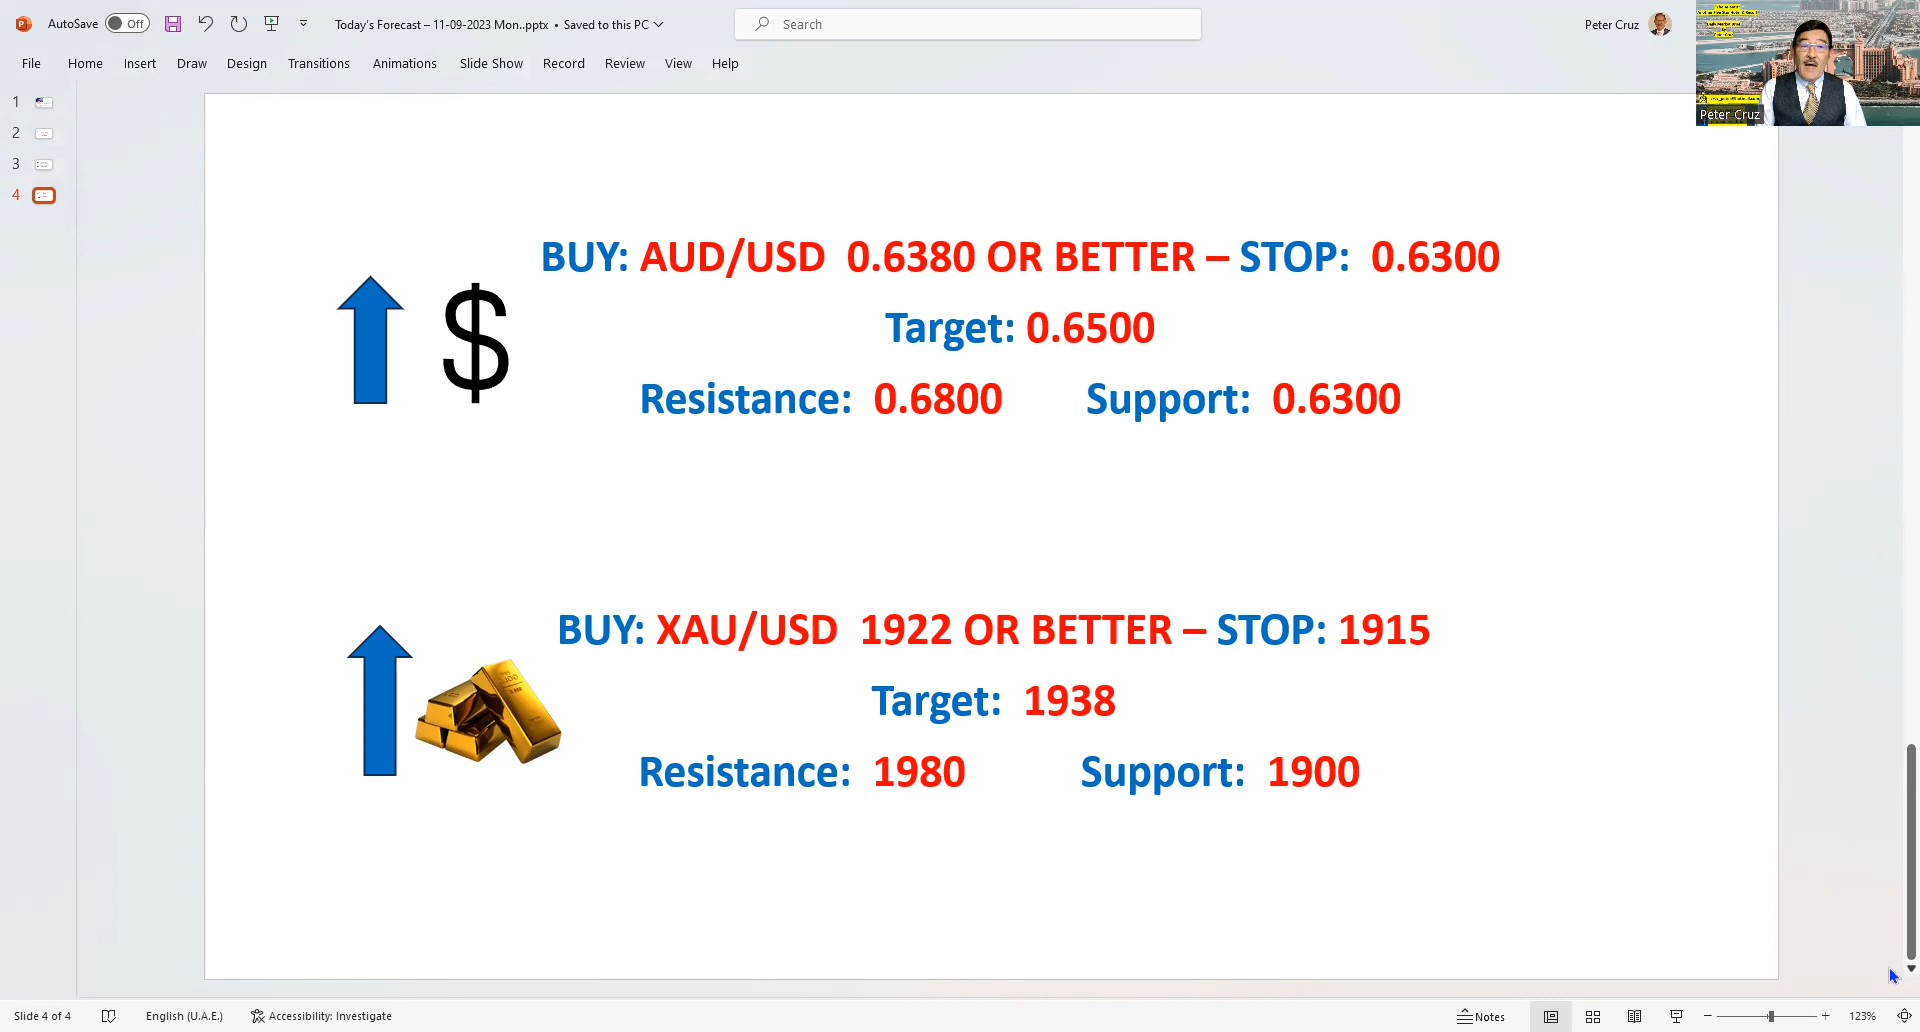 AutoSave Off Today's Forecast – 11-09-2023 Mon..pptx • Saved to this PC Search Peter Cruz
File Home Insert Draw Design Transitions Animations Slide Show Record Review View Help
Peter Cruz
1
2
3
4
BUY: AUD/USD 0.6380 OR BETTER – STOP: 0.6300
Target: 0.6500
Resistance: 0.6800 Support: 0.6300
BUY: XAU/USD 1922 OR BETTER – STOP: 1915
Target: 1938
Resistance: 1980 Support: 1900
Slide 4 of 4 English (U.A.E.) Accessibility: Investigate Notes 123%